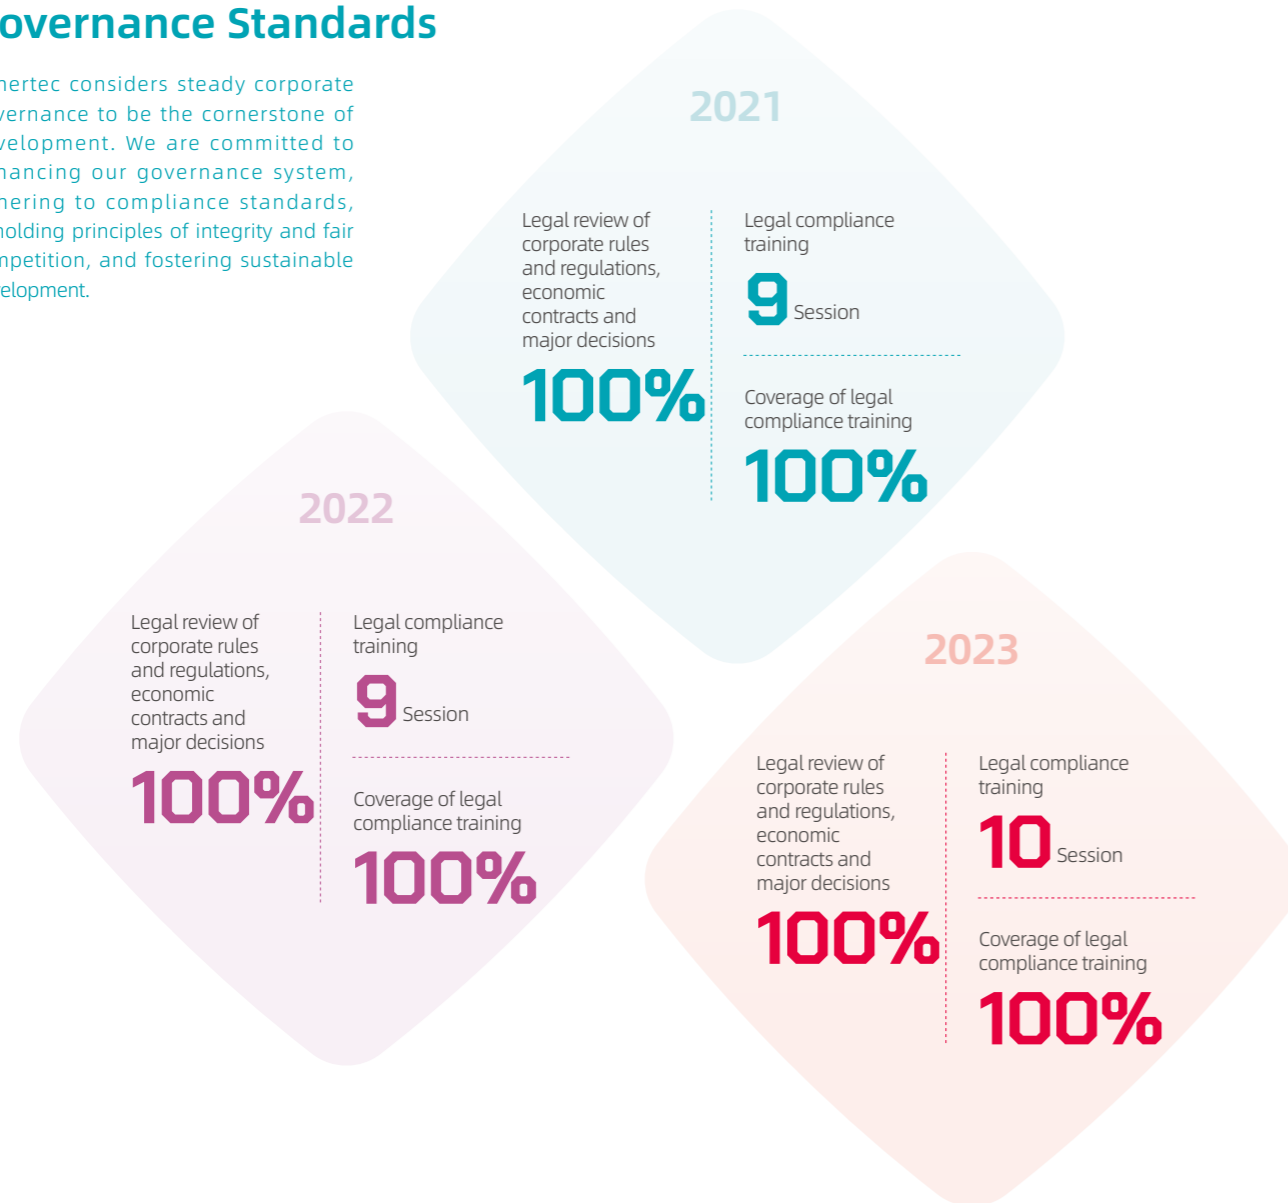 overnance Standards
nertec considers steady corporate
vernance to be the cornerstone of
velopment. We are committed to
nancing our governance system,
hering to compliance standards,
holding principles of integrity and fair
mpetition, and fostering sustainable
elopment.
2021
Legal review of
corporate rules
and regulations,
economic
contracts and
major decisions
100%
Legal compliance
training
9 Session
Coverage of legal
compliance training
100%
2022
Legal review of
corporate rules
and regulations,
economic
contracts and
major decisions
100%
Legal compliance
training
9 Session
Coverage of legal
compliance training
100%
2023
Legal review of
corporate rules
and regulations,
economic
contracts and
major decisions
100%
Legal compliance
training
10 Session
Coverage of legal
compliance training
100%